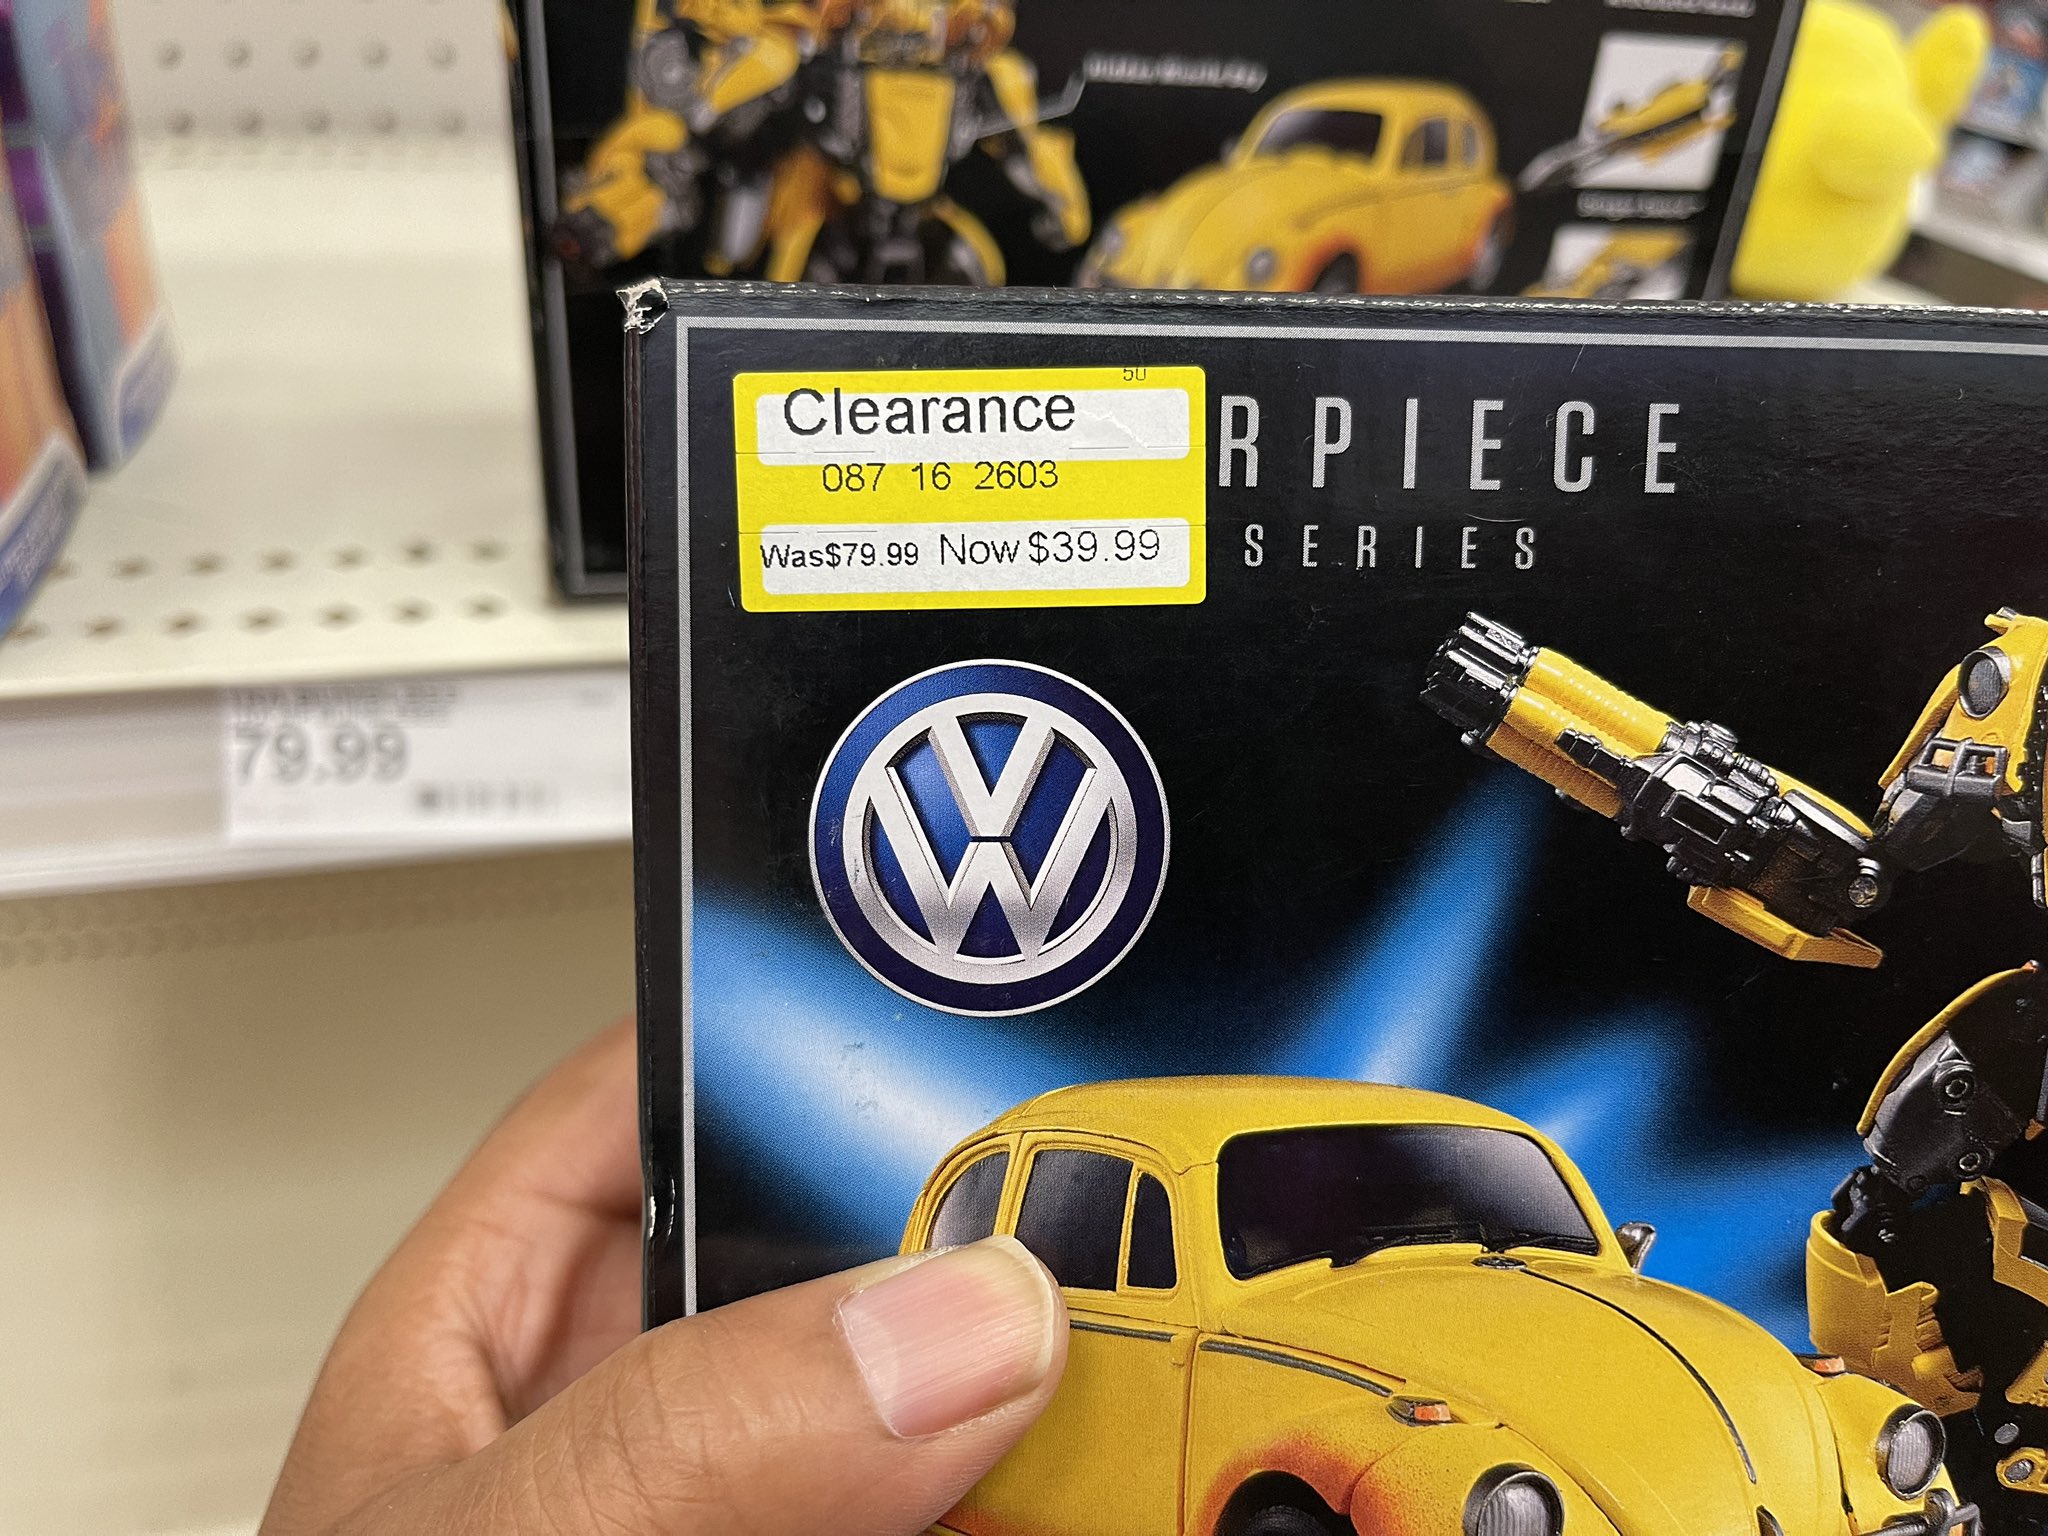 50
Clearance
087 16 2603
Was$79.99 Now $39.99
RPIECE
SERIES
79.99